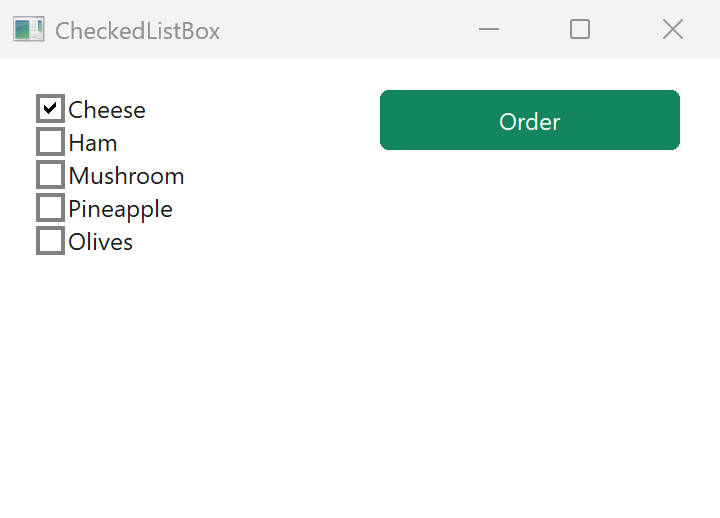 CheckedListBox
Cheese
Ham
Mushroom
Pineapple
Olives
Order